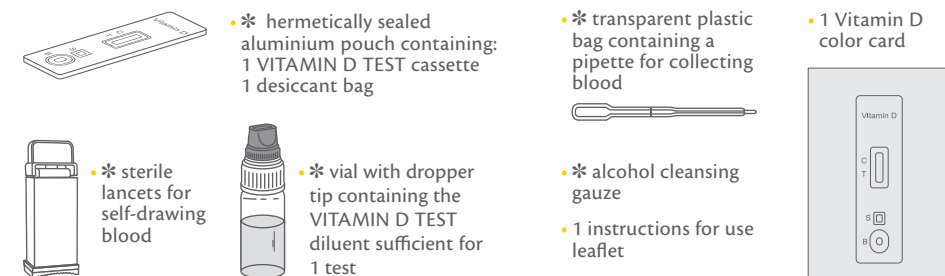 • ✻ hermetically sealed
aluminium pouch containing:
1 VITAMIN D TEST cassette
1 desiccant bag
Vitamin D
C
T
S
B
• ✻ sterile
lancets for
self-drawing
blood
• ✻ vial with dropper
tip containing the
VITAMIN D TEST
diluent sufficient for
1 test
• ✻ transparent plastic
bag containing a
pipette for collecting
blood
• ✻ alcohol cleansing
gauze
• 1 instructions for use
leaflet
• 1 Vitamin D
color card
Vitamin D
C
T
S
B